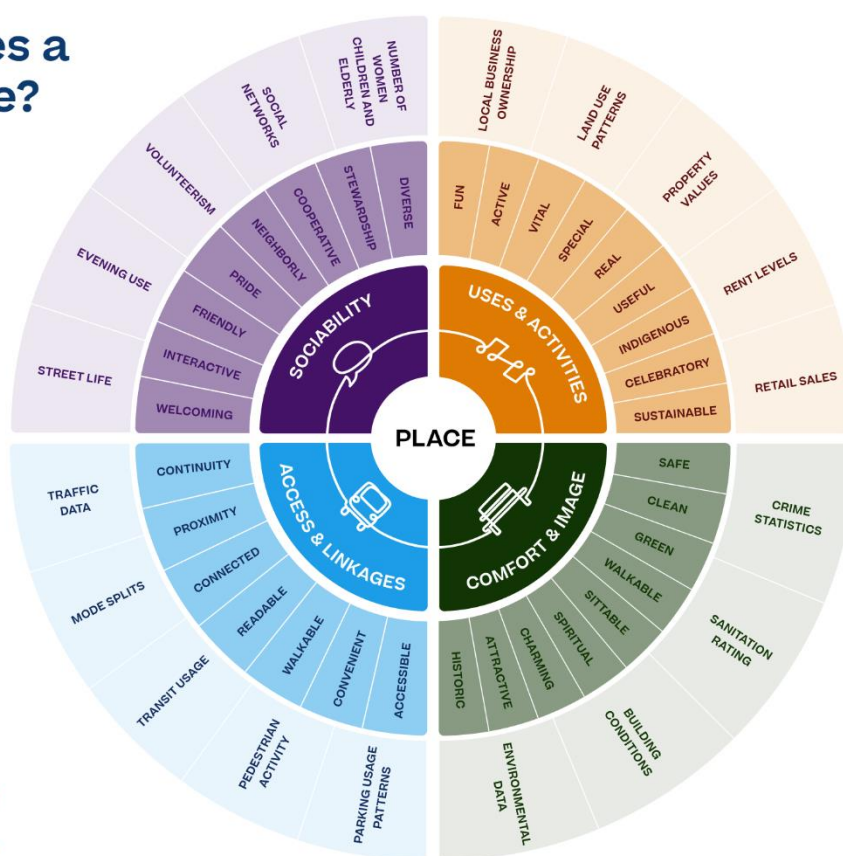 es a
e?
NUMBER OF
WOMEN
CHILDREN AND
ELDERLY
SOCIAL
NETWORKS
VOLUNTEERISM
EVENING USE
STREET LIFE
DIVERSE
STEWARDSHIP
COOPERATIVE
NEIGHBORLY
PRIDE
FRIENDLY
INTERACTIVE
WELCOMING
SOCIABILITY
LOCAL BUSINESS
OWNERSHIP
LAND USE
PATTERNS
PROPERTY
VALUES
RENT LEVELS
RETAIL SALES
FUN
ACTIVE
VITAL
SPECIAL
REAL
USEFUL
INDIGENOUS
CELEBRATORY
SUSTAINABLE
USES & ACTIVITIES
PLACE
ACCESS & LINKAGES
CONTINUITY
PROXIMITY
CONNECTED
READABLE
WALKABLE
CONVENIENT
ACCESSIBLE
TRAFFIC
DATA
MODE SPLITS
TRANSIT USAGE
PEDESTRIAN
ACTIVITY
PARKING USAGE
PATTERNS
COMFORT & IMAGE
SAFE
CLEAN
GREEN
WALKABLE
SITTABLE
SPIRITUAL
CHARMING
ATTRACTIVE
HISTORIC
CRIME
STATISTICS
SANITATION
RATING
BUILDING
CONDITIONS
ENVIRONMENTAL
DATA